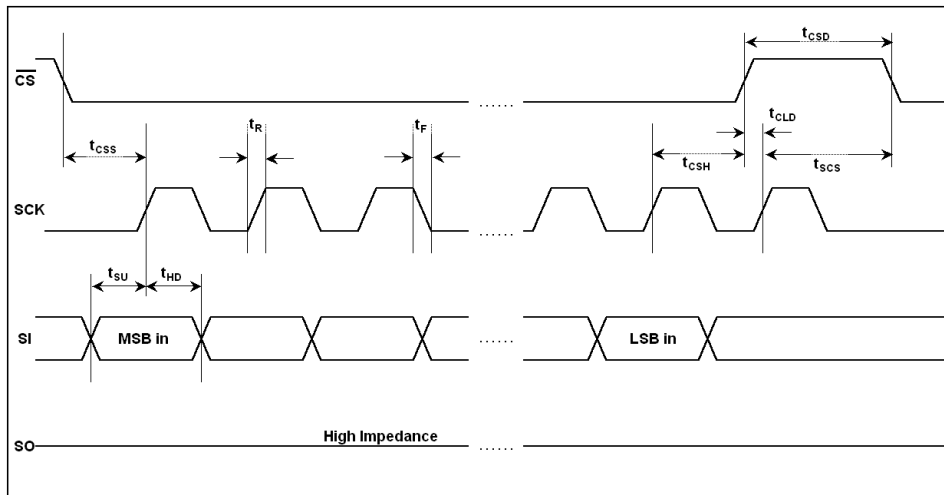 tCSD
CS
tR
tF
tCLD
tCSS
tCSH
tSCS
SCK
tSU
tHD
SI
MSB in
LSB in
SO
High Impedance